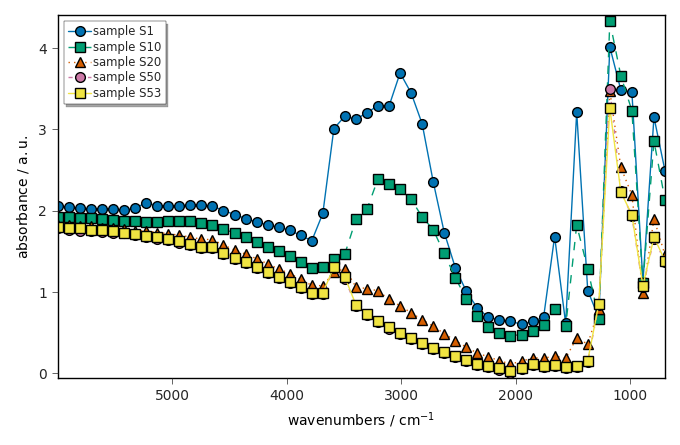 sample S1
sample S10
sample S20
sample S50
sample S53
absorbance / a. u.
4
3
2
1
0
5000 4000 3000 2000 1000
wavenumbers / cm⁻¹